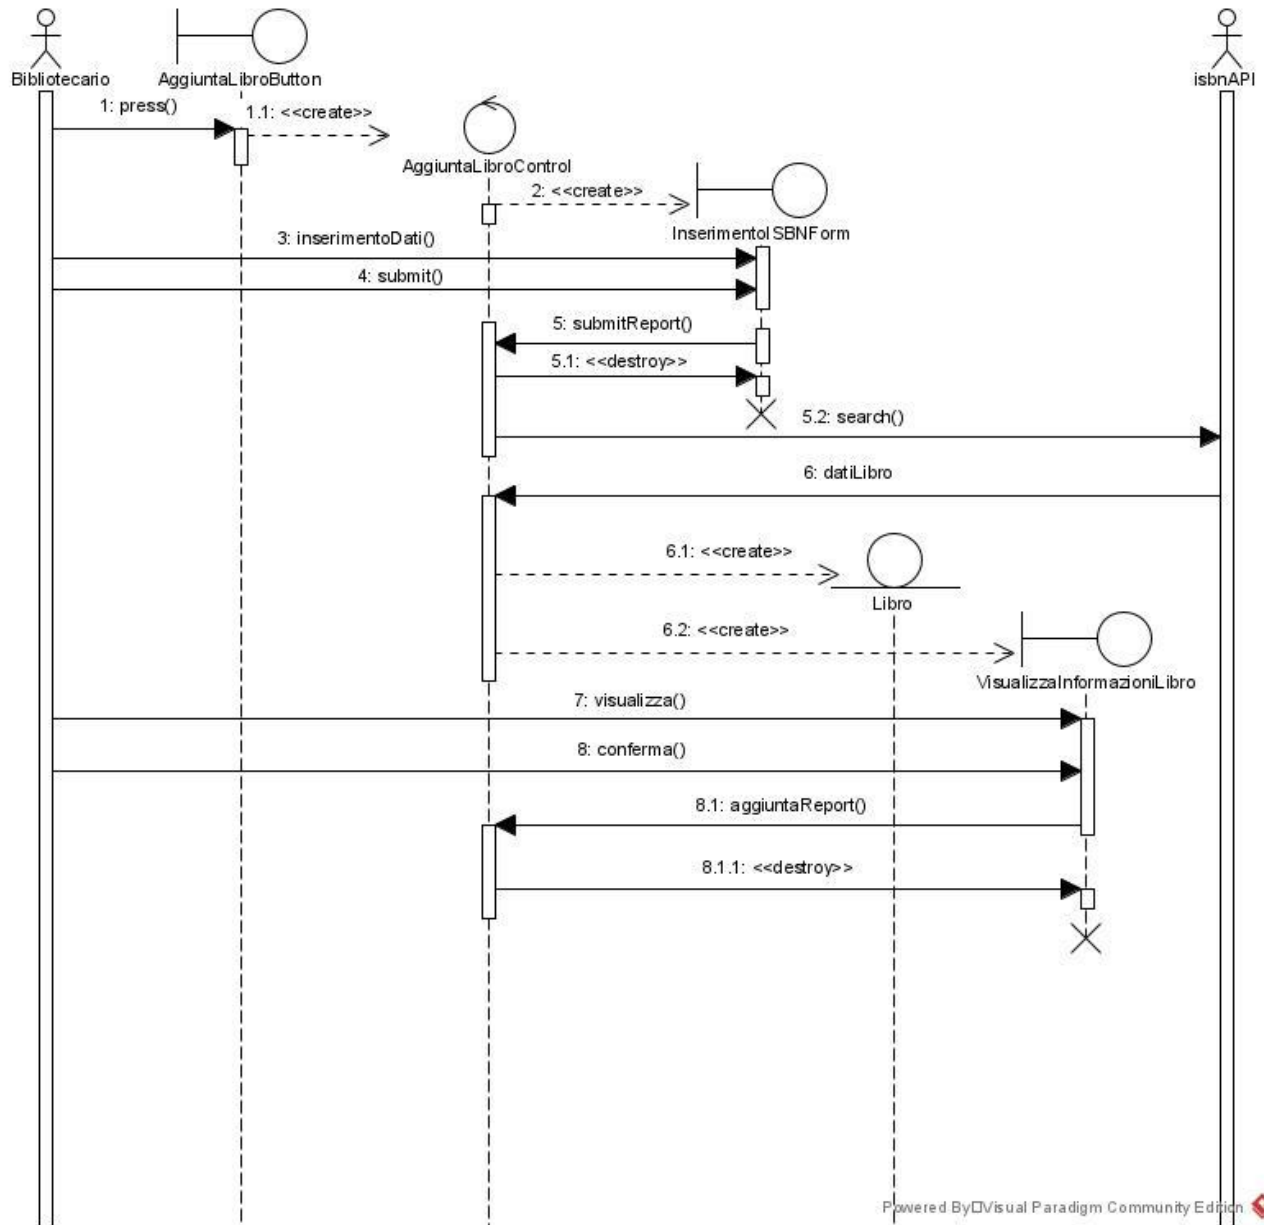 Bibliotecario
AggiuntaLibroButton
isbnAPI
1: press()
1.1: <<create>>
AggiuntaLibroControl
2: <<create>>
InserimentoISBNForm
3: inserimentoDati()
4: submit()
5: submitReport()
5.1: <<destroy>>
5.2: search()
6: datiLibro
6.1: <<create>>
Libro
6.2: <<create>>
VisualizzaInformazioniLibro
7: visualizza()
8: conferma()
8.1: aggiuntaReport()
8.1.1: <<destroy>>
Powered By□Visual Paradigm Community Edition